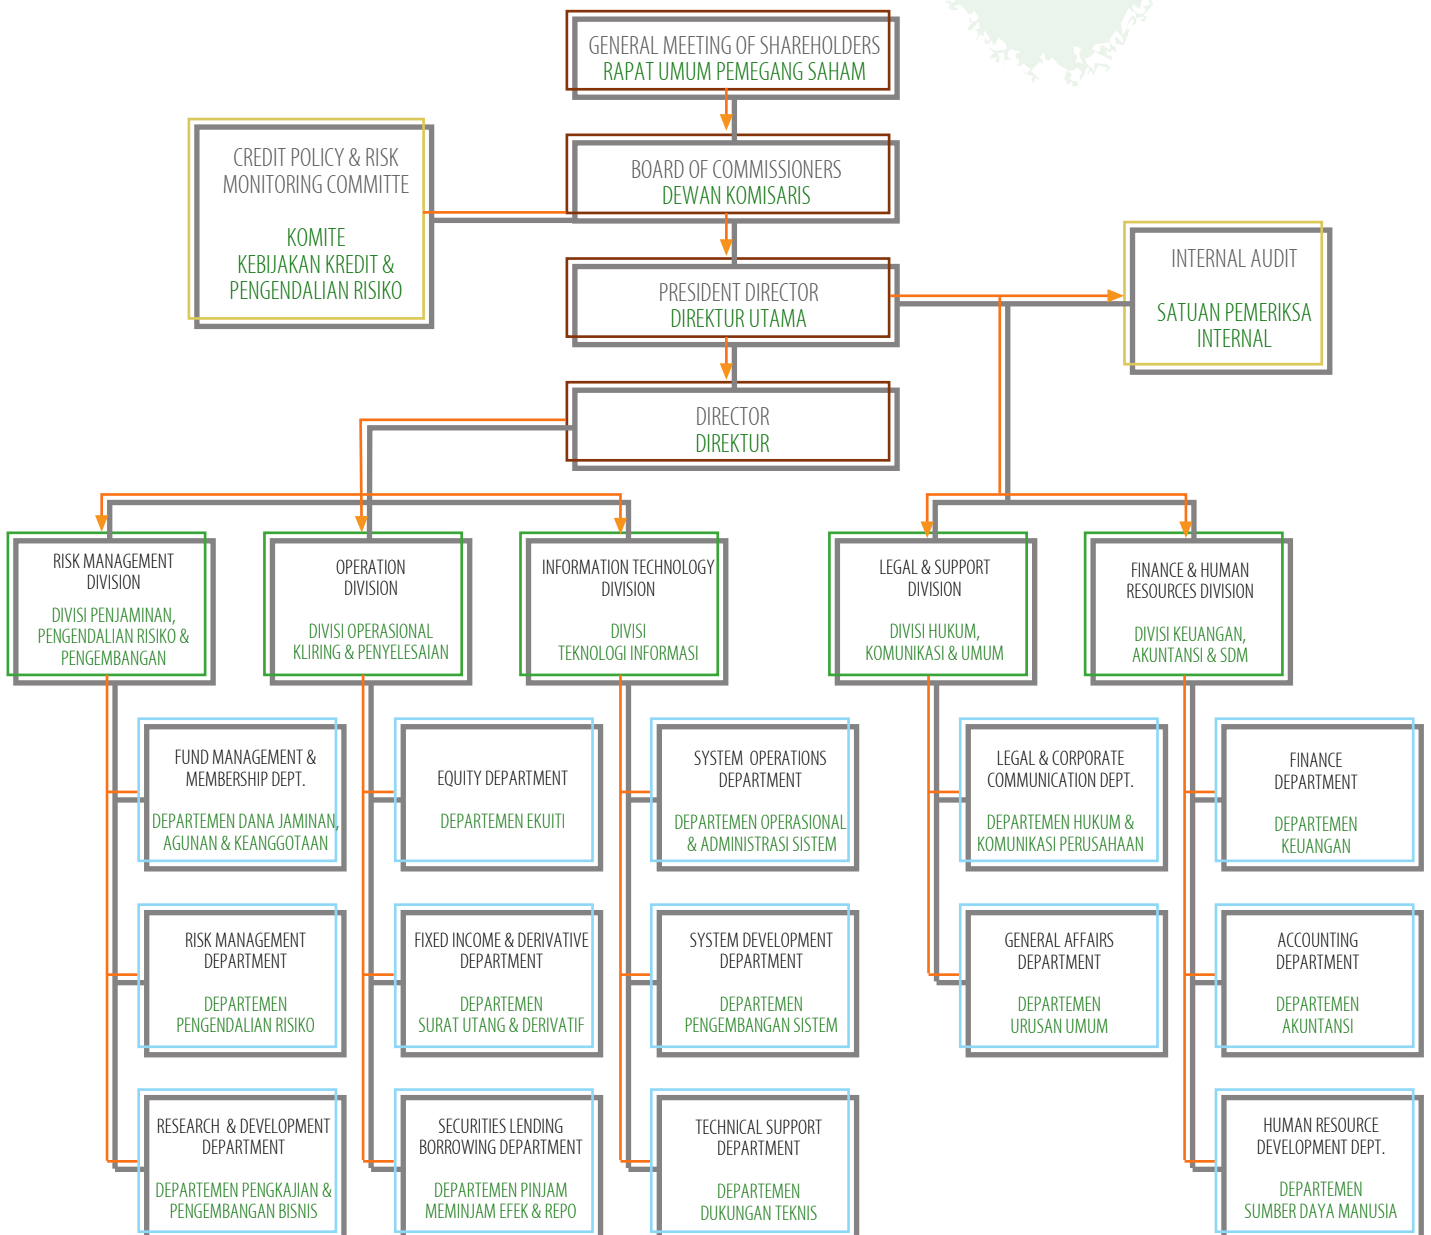 GENERAL MEETING OF SHAREHOLDERS
RAPAT UMUM PEMEGANG SAHAM
CREDIT POLICY & RISK
MONITORING COMMITTE
KOMITE
KEBIJAKAN KREDIT &
PENGENDALIAN RISIKO
BOARD OF COMMISSIONERS
DEWAN KOMISARIS
PRESIDENT DIRECTOR
DIREKTUR UTAMA
INTERNAL AUDIT
SATUAN PEMERIKSA
INTERNAL
DIRECTOR
DIREKTUR
RISK MANAGEMENT
DIVISION
DIVISI PENJAMINAN,
PENGENDALIAN RISIKO &
PENGEMBANGAN
OPERATION
DIVISION
DIVISI OPERASIONAL
KLIRING & PENYELESAIAN
INFORMATION TECHNOLOGY
DIVISION
DIVISI
TEKNOLOGI INFORMASI
LEGAL & SUPPORT
DIVISION
DIVISI HUKUM,
KOMUNIKASI & UMUM
FINANCE & HUMAN
RESOURCES DIVISION
DIVISI KEUANGAN,
AKUNTANSI & SDM
FUND MANAGEMENT &
MEMBERSHIP DEPT.
DEPARTEMEN DANA JAMINAN,
AGUNAN & KEANGGOTAAN
EQUITY DEPARTMENT
DEPARTEMEN EKUITI
SYSTEM OPERATIONS
DEPARTMENT
DEPARTEMEN OPERASIONAL
& ADMINISTRASI SISTEM
LEGAL & CORPORATE
COMMUNICATION DEPT.
DEPARTEMEN HUKUM &
KOMUNIKASI PERUSAHAAN
FINANCE
DEPARTMENT
DEPARTEMEN
KEUANGAN
RISK MANAGEMENT
DEPARTMENT
DEPARTEMEN
PENGENDALIAN RISIKO
FIXED INCOME & DERIVATIVE
DEPARTMENT
DEPARTEMEN
SURAT UTANG & DERIVATIF
SYSTEM DEVELOPMENT
DEPARTMENT
DEPARTEMEN
PENGEMBANGAN SISTEM
GENERAL AFFAIRS
DEPARTMENT
DEPARTEMEN
URUSAN UMUM
ACCOUNTING
DEPARTMENT
DEPARTEMEN
AKUNTANSI
RESEARCH & DEVELOPMENT
DEPARTMENT
DEPARTEMEN PENGKAJIAN &
PENGEMBANGAN BISNIS
SECURITIES LENDING
BORROWING DEPARTMENT
DEPARTEMEN PINJAM
MEMINJAM EFEK & REPO
TECHNICAL SUPPORT
DEPARTMENT
DEPARTEMEN
DUKUNGAN TEKNIS
HUMAN RESOURCE
DEVELOPMENT DEPT.
DEPARTEMEN
SUMBER DAYA MANUSIA